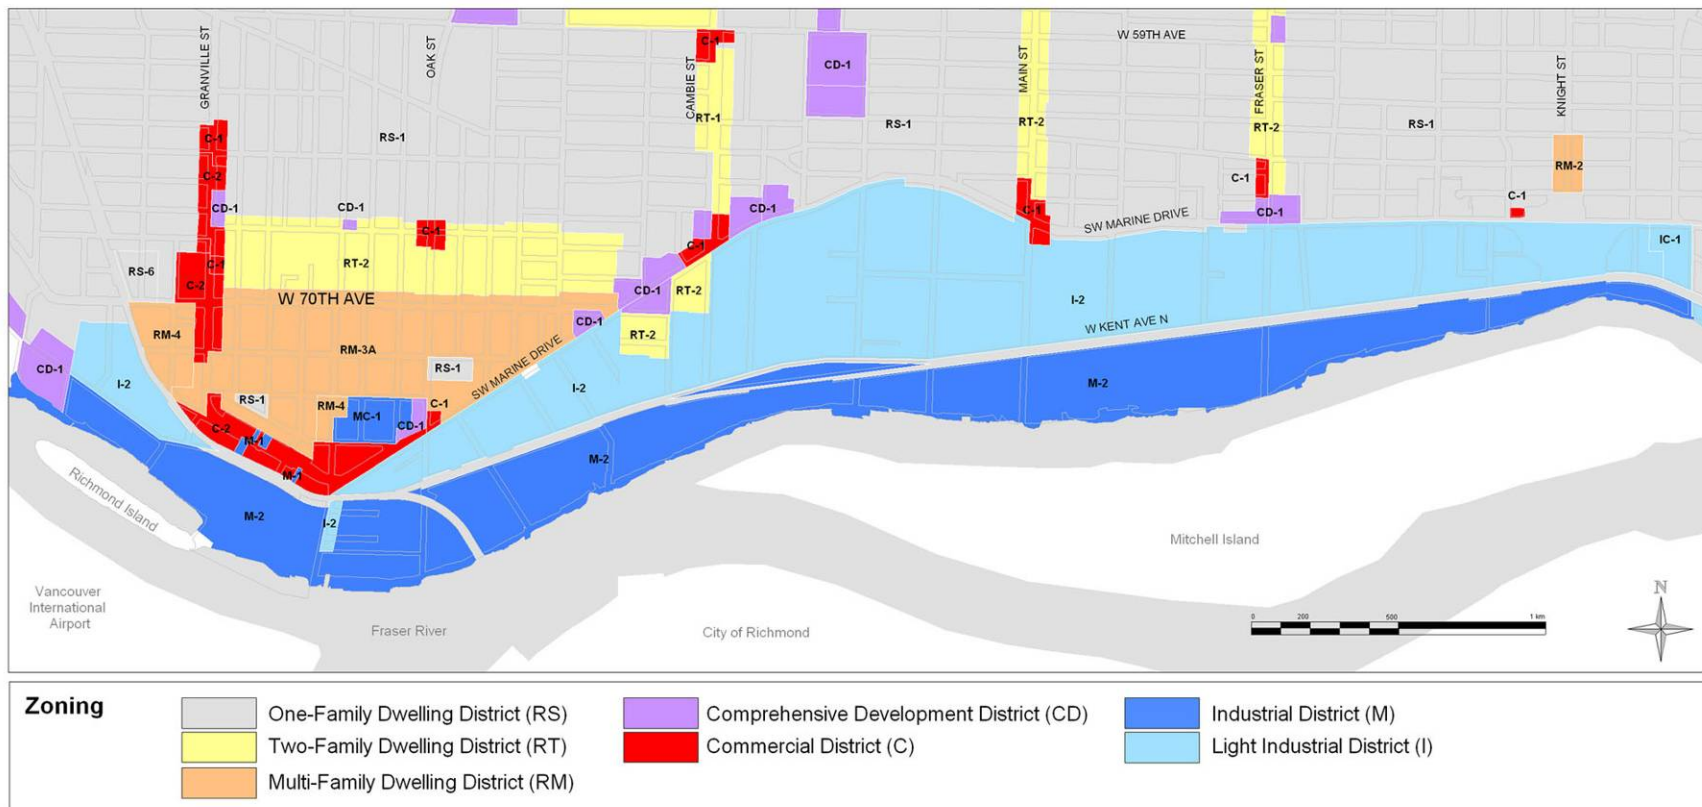 GRANVILLE ST
OAK ST
CAMBIE ST
MAIN ST
W 59TH AVE
FRASER ST
KNIGHT ST
C-1
CD-1
RT-1
RT-2
RT-2
C-1
RS-1
RS-1
RS-1
C-2
RM-2
C-1
C-1
CD-1
CD-1
CD-1
CD-1
C-1
C-1
SW MARINE DRIVE
C-1
IC-1
RS-6
C-1
RT-2
C-2
CD-1
RT-2
W 70TH AVE
I-2
W KENT AVE N
RM-4
CD-1
RT-2
RM-3A
SW MARINE DRIVE
CD-1
RS-1
I-2
I-2
M-2
RS-1
RM-4
MC-1
C-1
C-2
CD-1
M-1
M-1
M-2
Richmond Island
M-2
I-2
Mitchell Island
Vancouver
International
Airport
Fraser River
City of Richmond
N
0 200 500 1 km
Zoning
One-Family Dwelling District (RS)
Two-Family Dwelling District (RT)
Multi-Family Dwelling District (RM)
Comprehensive Development District (CD)
Commercial District (C)
Industrial District (M)
Light Industrial District (I)